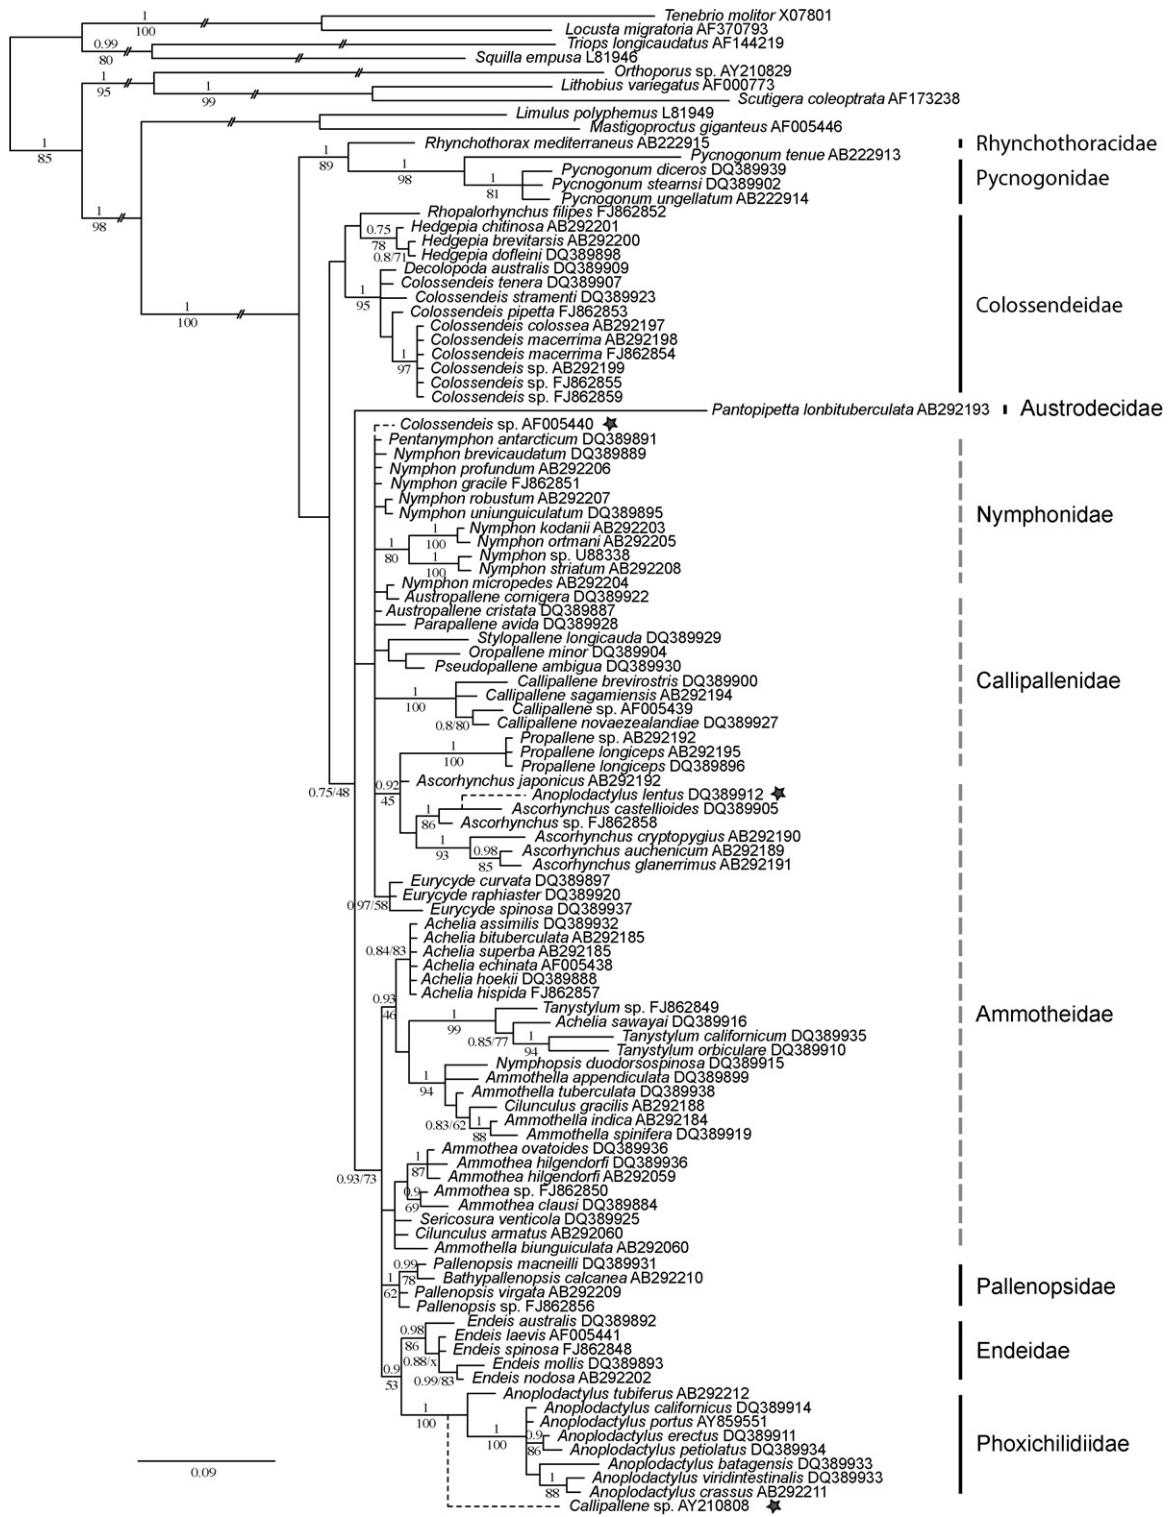 Tenebrio molitor X07801
1
100
Locusta migratoria AF370793
0.99
80
Triops longicaudatus AF144219
Squilla empusa L81946
Orthoporus sp. AY210829
1
95
Lithobius variegatus AF000773
1
99
Scutigera coleoptrata AF173238
Limulus polyphemus L81949
Mastigoproctus giganteus AF005446
1
85
Rhynchothorax mediterraneus AB222915
Rhynchothoracidae
1
89
Pycnogonum tenue AB222913
1
98
Pycnogonum diceros DQ389939
Pycnogonidae
1
81
Pycnogonum stearnsi DQ389902
Pycnogonum ungellatum AB222914
1
98
Rhopalorhynchus filipes FJ862852
Hedgepia chitinosa AB292201
0.75
78
Hedgepia brevitarsis AB292200
0.8/71
Hedgepia dofleini DQ389898
Decolopoda australis DQ389909
Colossendeis tenera DQ389907
1
95
Colossendeis stramenti DQ389923
Colossendeidae
1
100
Colossendeis pipetta FJ862853
Colossendeis colossea AB292197
Colossendeis macerrima AB292198
Colossendeis macerrima FJ862854
1
97
Colossendeis sp. AB292199
Colossendeis sp. FJ862855
Colossendeis sp. FJ862859
Pantopipetta lonbituberculata AB292193
Austrodecidae
Colossendeis sp. AF005440
Pentanymphon antarcticum DQ389891
Nymphon brevicaudatum DQ389889
Nymphon profundum AB292206
Nymphon gracile FJ862851
Nymphon robustum AB292207
Nymphon uniunguiculatum DQ389895
Nymphonidae
1
100
Nymphon kodanii AB292203
Nymphon ortmani AB292205
1
80
1
100
Nymphon sp. U88338
Nymphon striatum AB292208
Nymphon micropedes AB292204
Austropallene cornigera DQ389922
Austropallene cristata DQ389887
Parapallene avida DQ389928
Stylopallene longicauda DQ389929
Oropallene minor DQ389904
Pseudopallene ambigua DQ389930
Callipallenidae
Callipallene brevirostris DQ389900
1
100
Callipallene sagamiensis AB292194
Callipallene sp. AF005439
0.8/80
Callipallene novaezealandiae DQ389927
Propallene sp. AB292192
1
100
Propallene longiceps AB292195
Propallene longiceps DQ389896
0.75/48
0.92
45
Ascorhynchus japonicus AB292192
Anoplodactylus lentus DQ389912
1
86
Ascorhynchus castellioides DQ389905
Ascorhynchus sp. FJ862858
Ascorhynchus cryptopygius AB292190
1
93
0.98
85
Ascorhynchus auchenicum AB292189
Ascorhynchus glanerrimus AB292191
Eurycyde curvata DQ389897
Eurycyde raphiaster DQ389920
0.97/58
Eurycyde spinosa DQ389937
Achelia assimilis DQ389932
Achelia bituberculata AB292185
0.84/83
Achelia superba AB292185
Achelia echinata AF005438
Achelia hoekii DQ389888
Achelia hispida FJ862857
0.93
46
Tanystylum sp. FJ862849
Ammotheidae
1
99
Achelia sawayai DQ389916
0.85/77
Tanystylum californicum DQ389935
1
94
Tanystylum orbiculare DQ389910
Nymphopsis duodorsospinosa DQ389915
1
94
Ammothella appendiculata DQ389899
Ammothella tuberculata DQ389938
Cilunculus gracilis AB292188
0.83/62
1
88
Ammothella indica AB292184
Ammothella spinifera DQ389919
Ammothea ovatoides DQ389936
1
87
Ammothea hilgendorfi DQ389936
0.93/73
Ammothea hilgendorfi AB292059
0.9
69
Ammothea sp. FJ862850
Ammothea clausi DQ389884
Sericosura venticola DQ389925
Cilunculus armatus AB292060
Ammothella biunguiculata AB292060
0.99
78
Pallenopsis macneilli DQ389931
Bathypallenopsis calcanea AB292210
Pallenopsidae
1
62
Pallenopsis virgata AB292209
Pallenopsis sp. FJ862856
Endeis australis DQ389892
0.98
86
Endeis laevis AF005441
Endeis spinosa FJ862848
Endeidae
0.88/x
Endeis mollis DQ389893
0.99/83
Endeis nodosa AB292202
0.9
53
Anoplodactylus tubiferus AB292212
1
100
Anoplodactylus californicus DQ389914
Anoplodactylus portus AY859551
1
100
0.9
86
Anoplodactylus erectus DQ389911
Phoxichilidiidae
Anoplodactylus petiolatus DQ389934
Anoplodactylus batagensis DQ389933
1
88
Anoplodactylus viridintestinalis DQ389933
Anoplodactylus crassus AB292211
Callipallene sp. AY210808
0.09